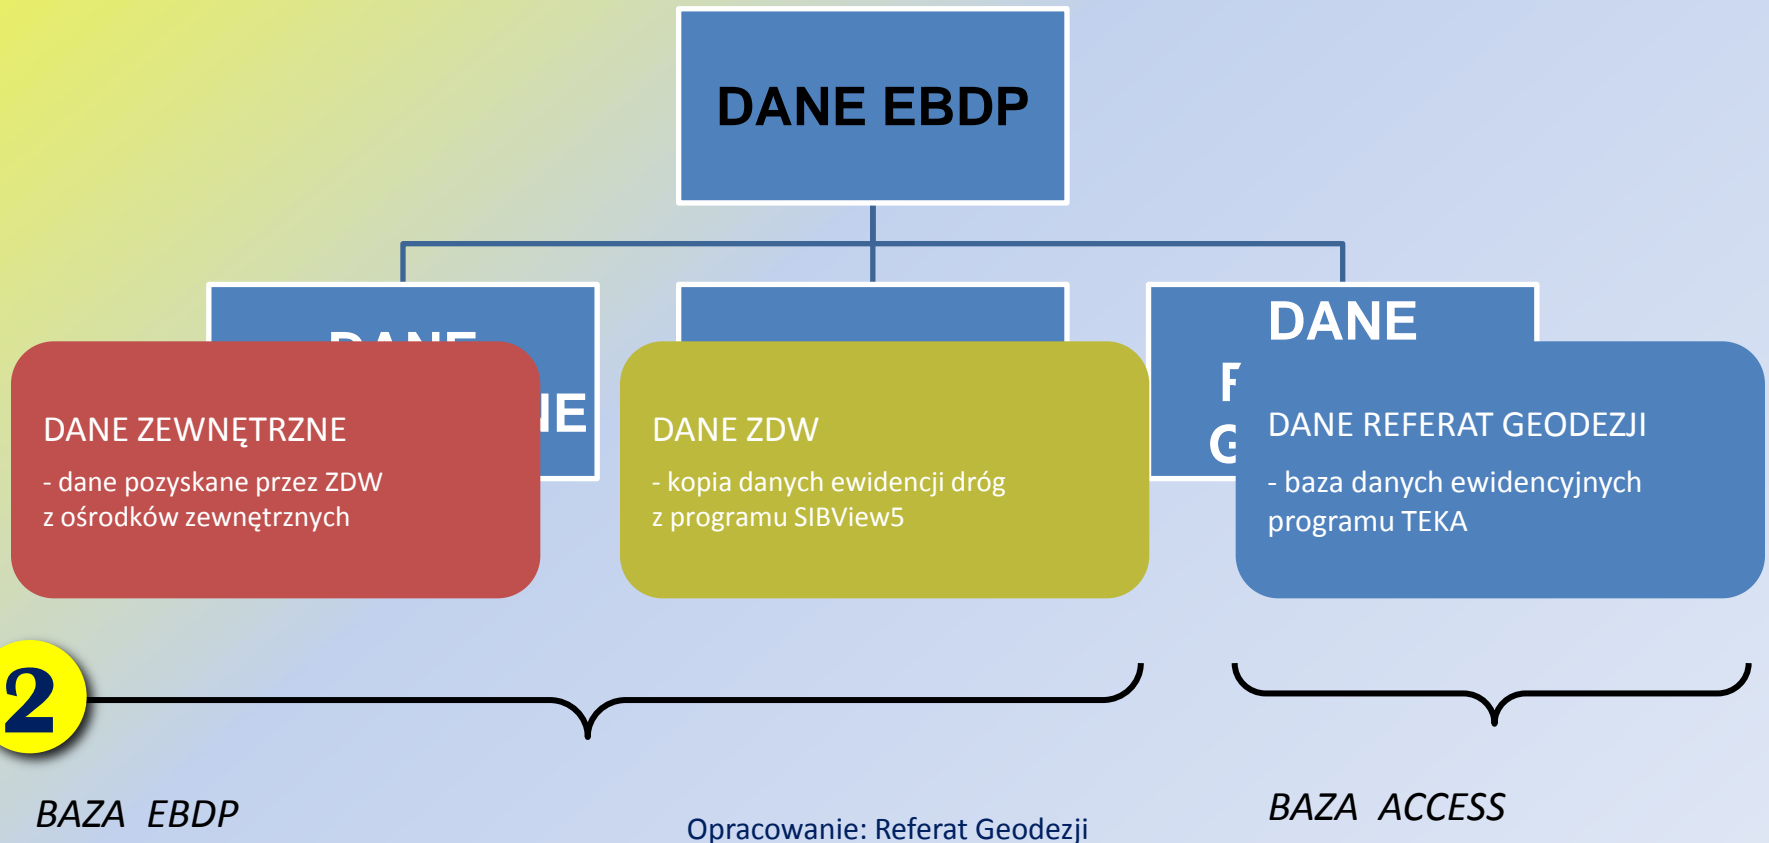 DANE EBDP
DANE
DANE ZEWNĘTRZNE
- dane pozyskane przez ZDW
z ośrodków zewnętrznych
DANE ZDW
- kopia danych ewidencji dróg
z programu SIBView5
DANE REFERAT GEODEZJI
- baza danych ewidencyjnych
programu TEKA
2
BAZA EBDP
BAZA ACCESS
Opracowanie: Referat Geodezji